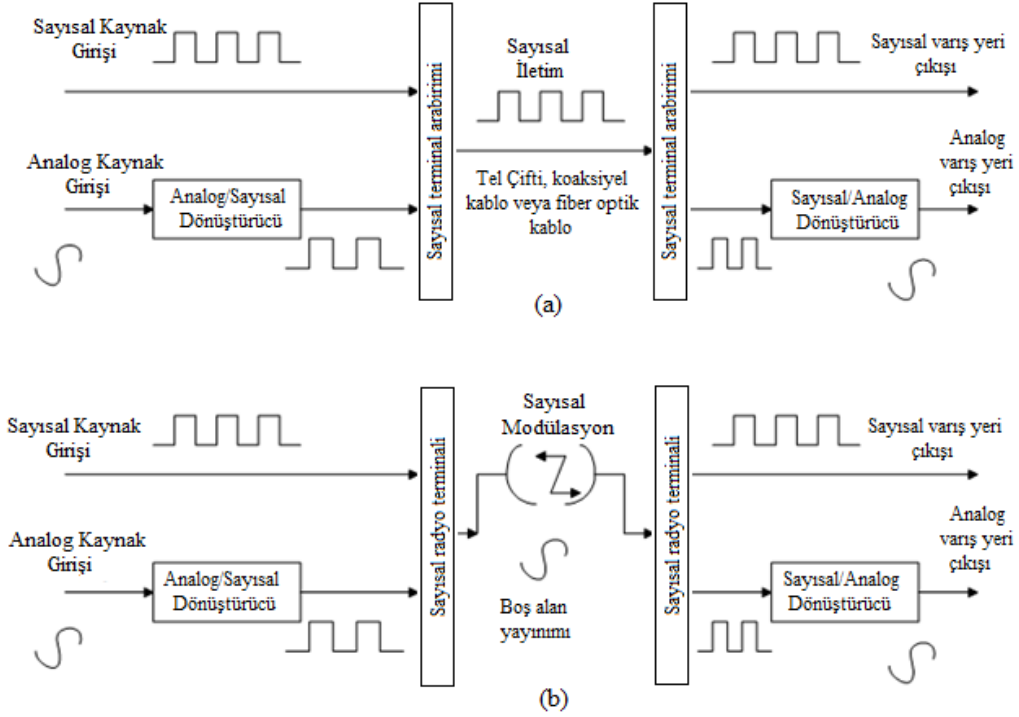 Sayısal Kaynak
Girişi
Sayısal
İletim
Sayısal varış yeri
çıkışı
Analog Kaynak
Girişi
Analog/Sayısal
Dönüştürücü
Sayısal terminal arabirimi
Tel Çifti, koaksiyel
kablo veya fiber optik
kablo
Sayısal terminal arabirimi
Sayısal/Analog
Dönüştürücü
Analog
varış yeri
çıkışı
(a)
Sayısal Kaynak
Girişi
Sayısal
Modülasyon
Sayısal varış yeri
çıkışı
Analog Kaynak
Girişi
Analog/Sayısal
Dönüştürücü
Sayısal radyo terminali
Boş alan
yayınımı
Sayısal radyo terminali
Sayısal/Analog
Dönüştürücü
Analog
varış yeri
çıkışı
(b)